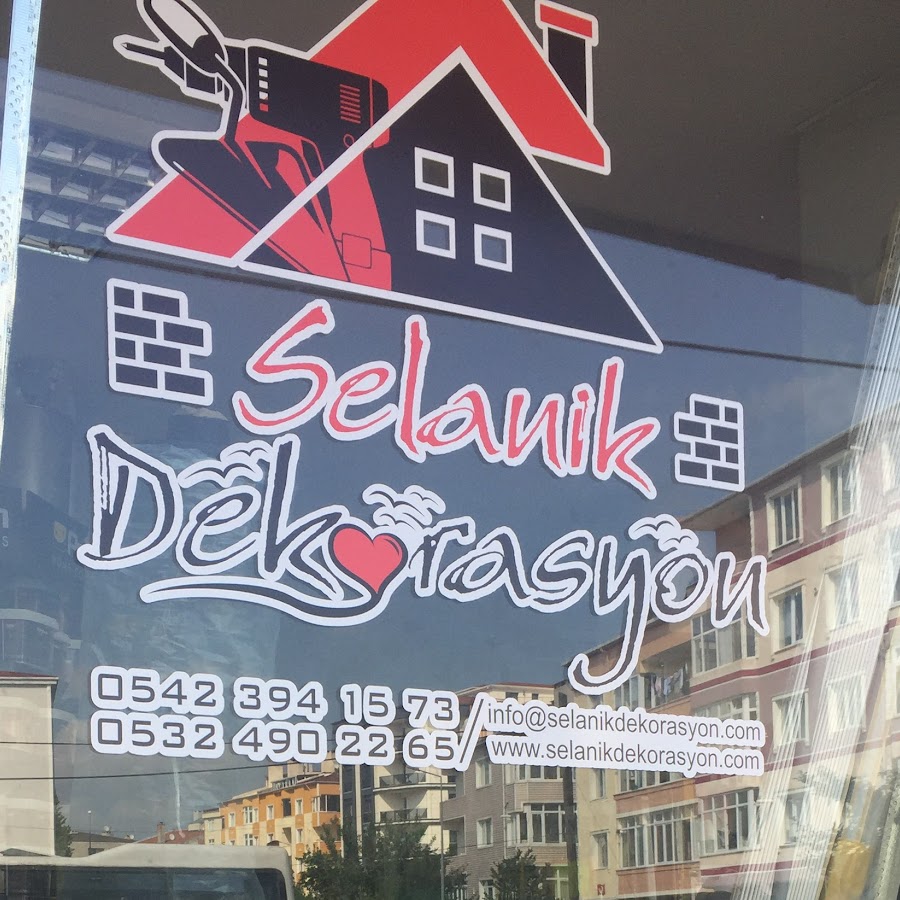 Selanik
Dekorasyon
0542 394 15 73 / info@selanikdekorasyon.com
0532 490 22 65 / www.selanikdekorasyon.com